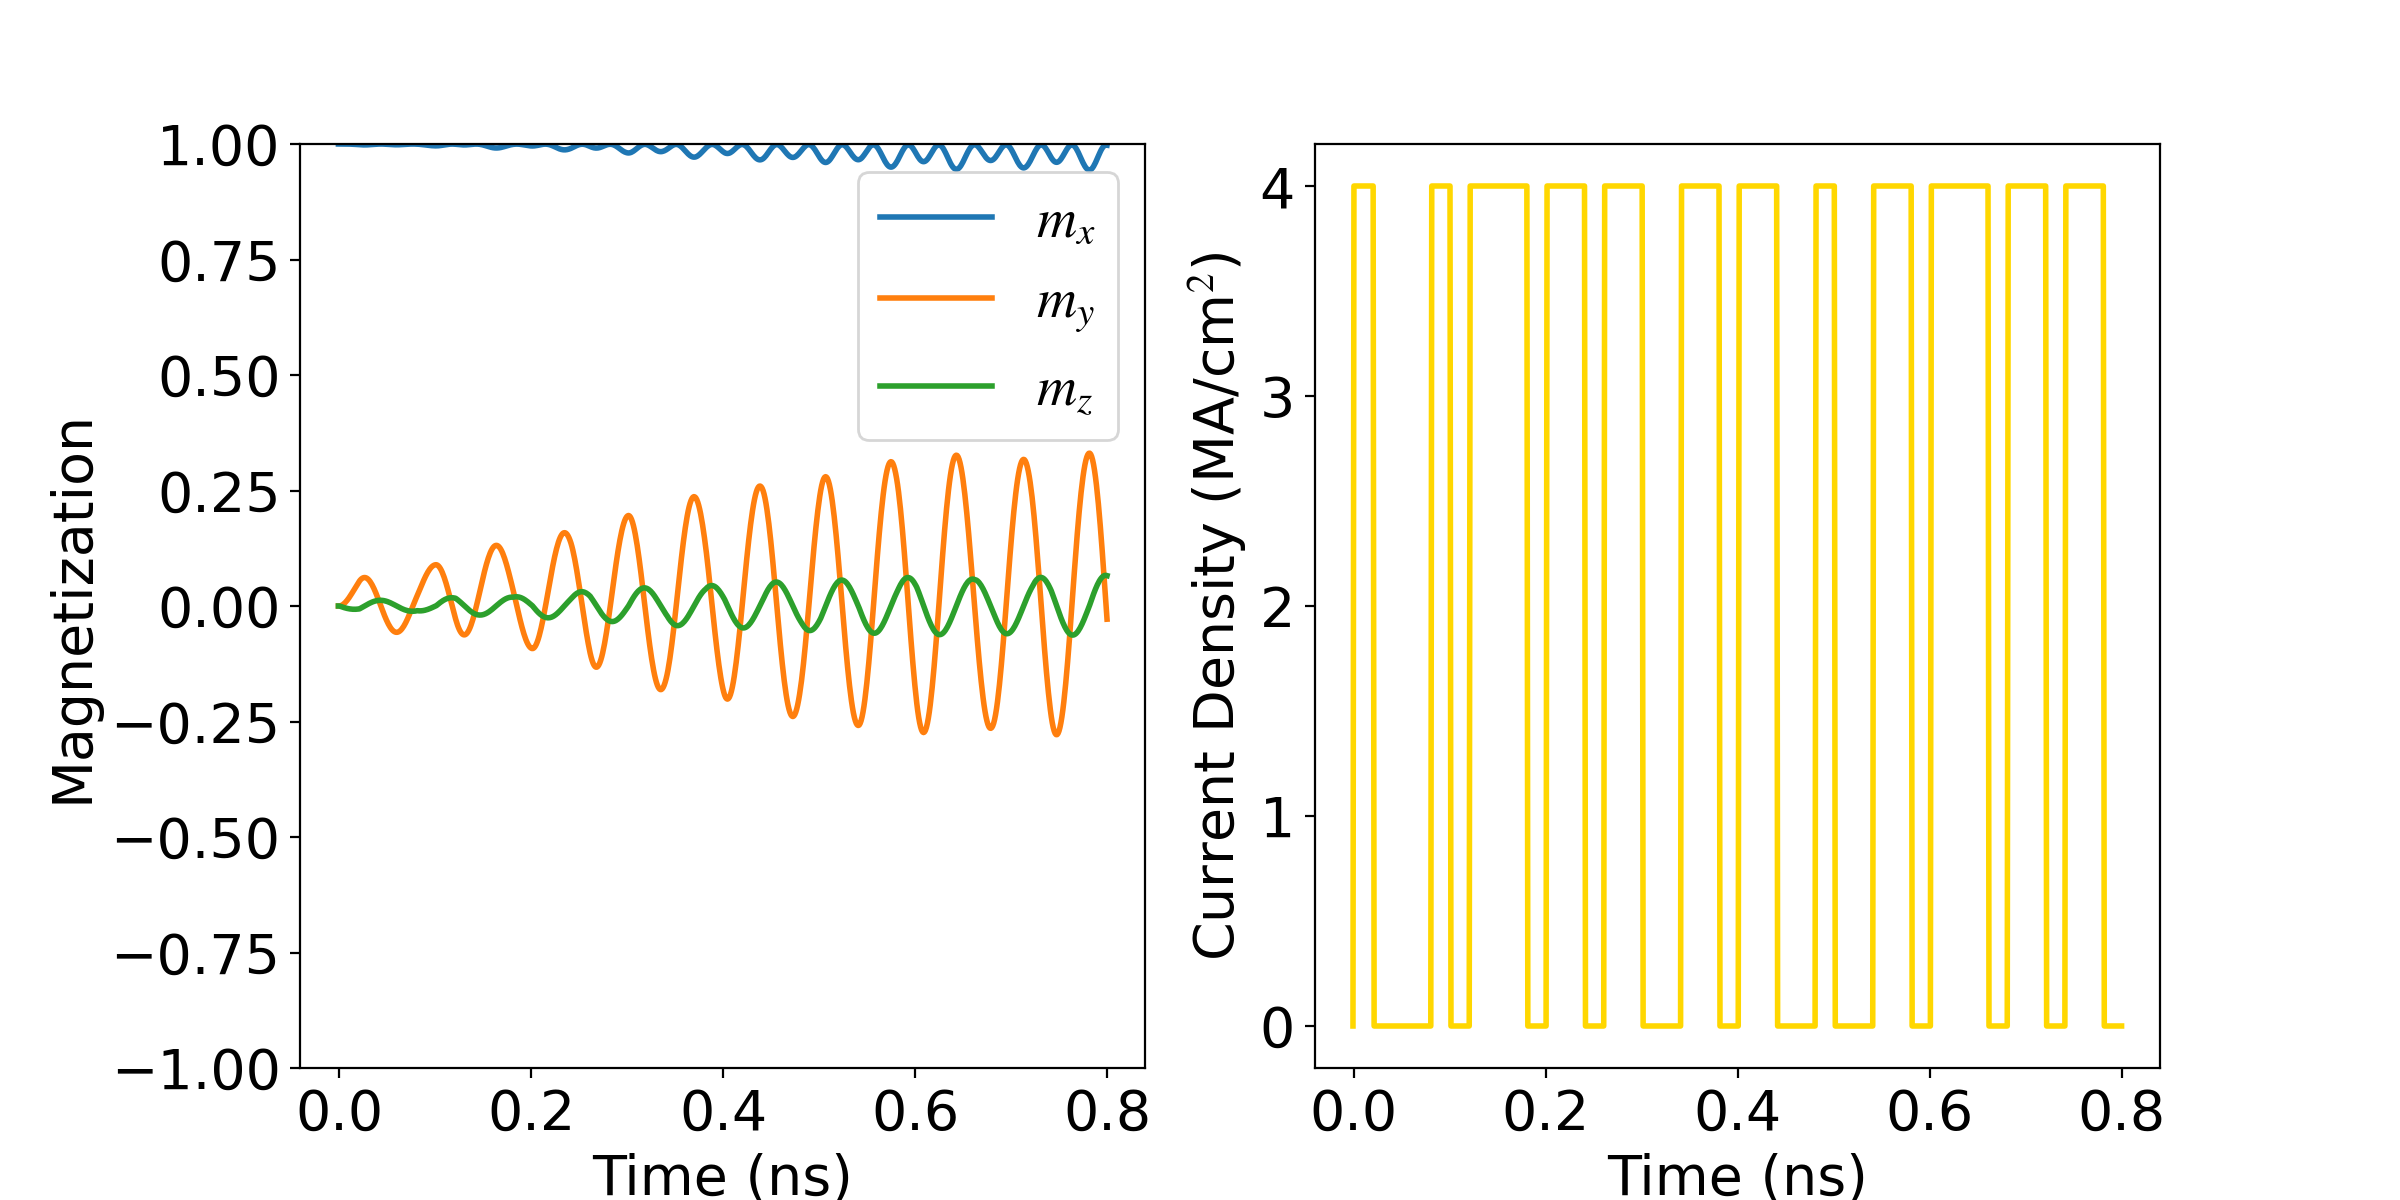 1.00
0.75
0.50
0.25
0.00
−0.25
−0.50
−0.75
−1.00
Magnetization
0.0 0.2 0.4 0.6 0.8
Time (ns)
m_x
m_y
m_z
4
3
2
1
0
Current Density (MA/cm²)
0.0 0.2 0.4 0.6 0.8
Time (ns)